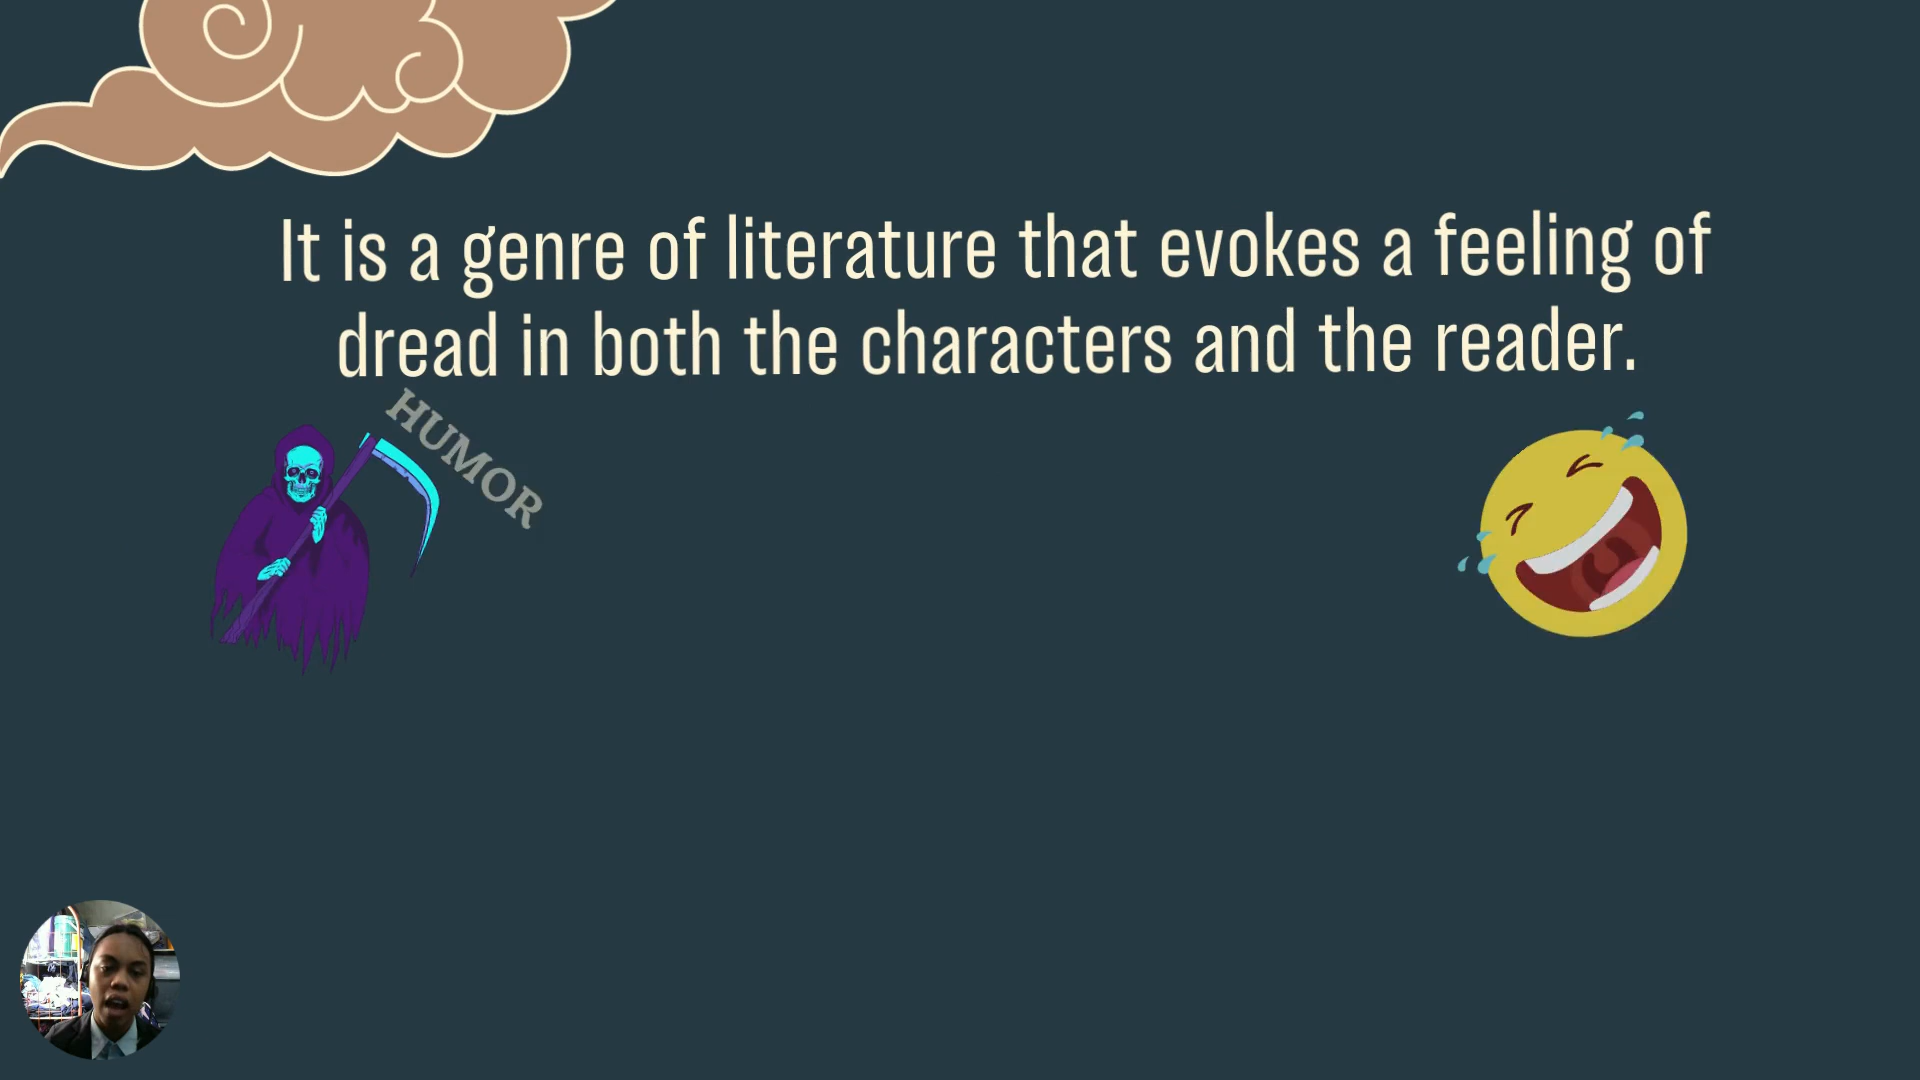 It is a genre of literature that evokes a feeling of
dread in both the characters and the reader.
HUMOR